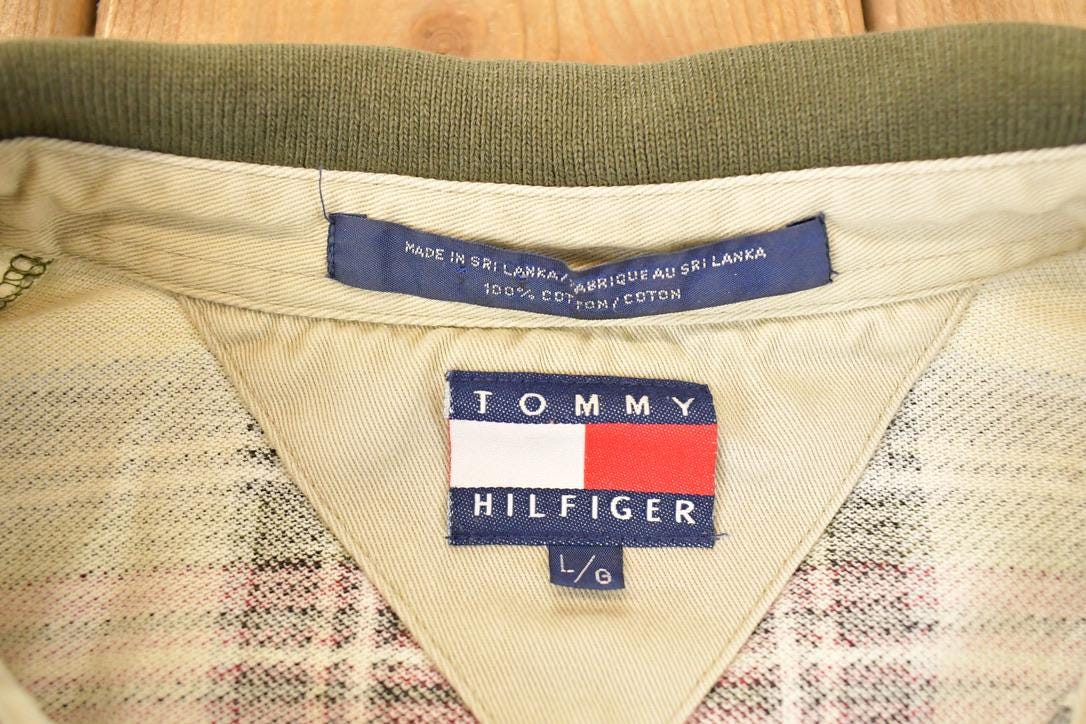 MADE IN SRI LANKA/FABRIQUE AU SRI LANKA
100% COTTON/COTON
TOMMY
HILFIGER
L/G